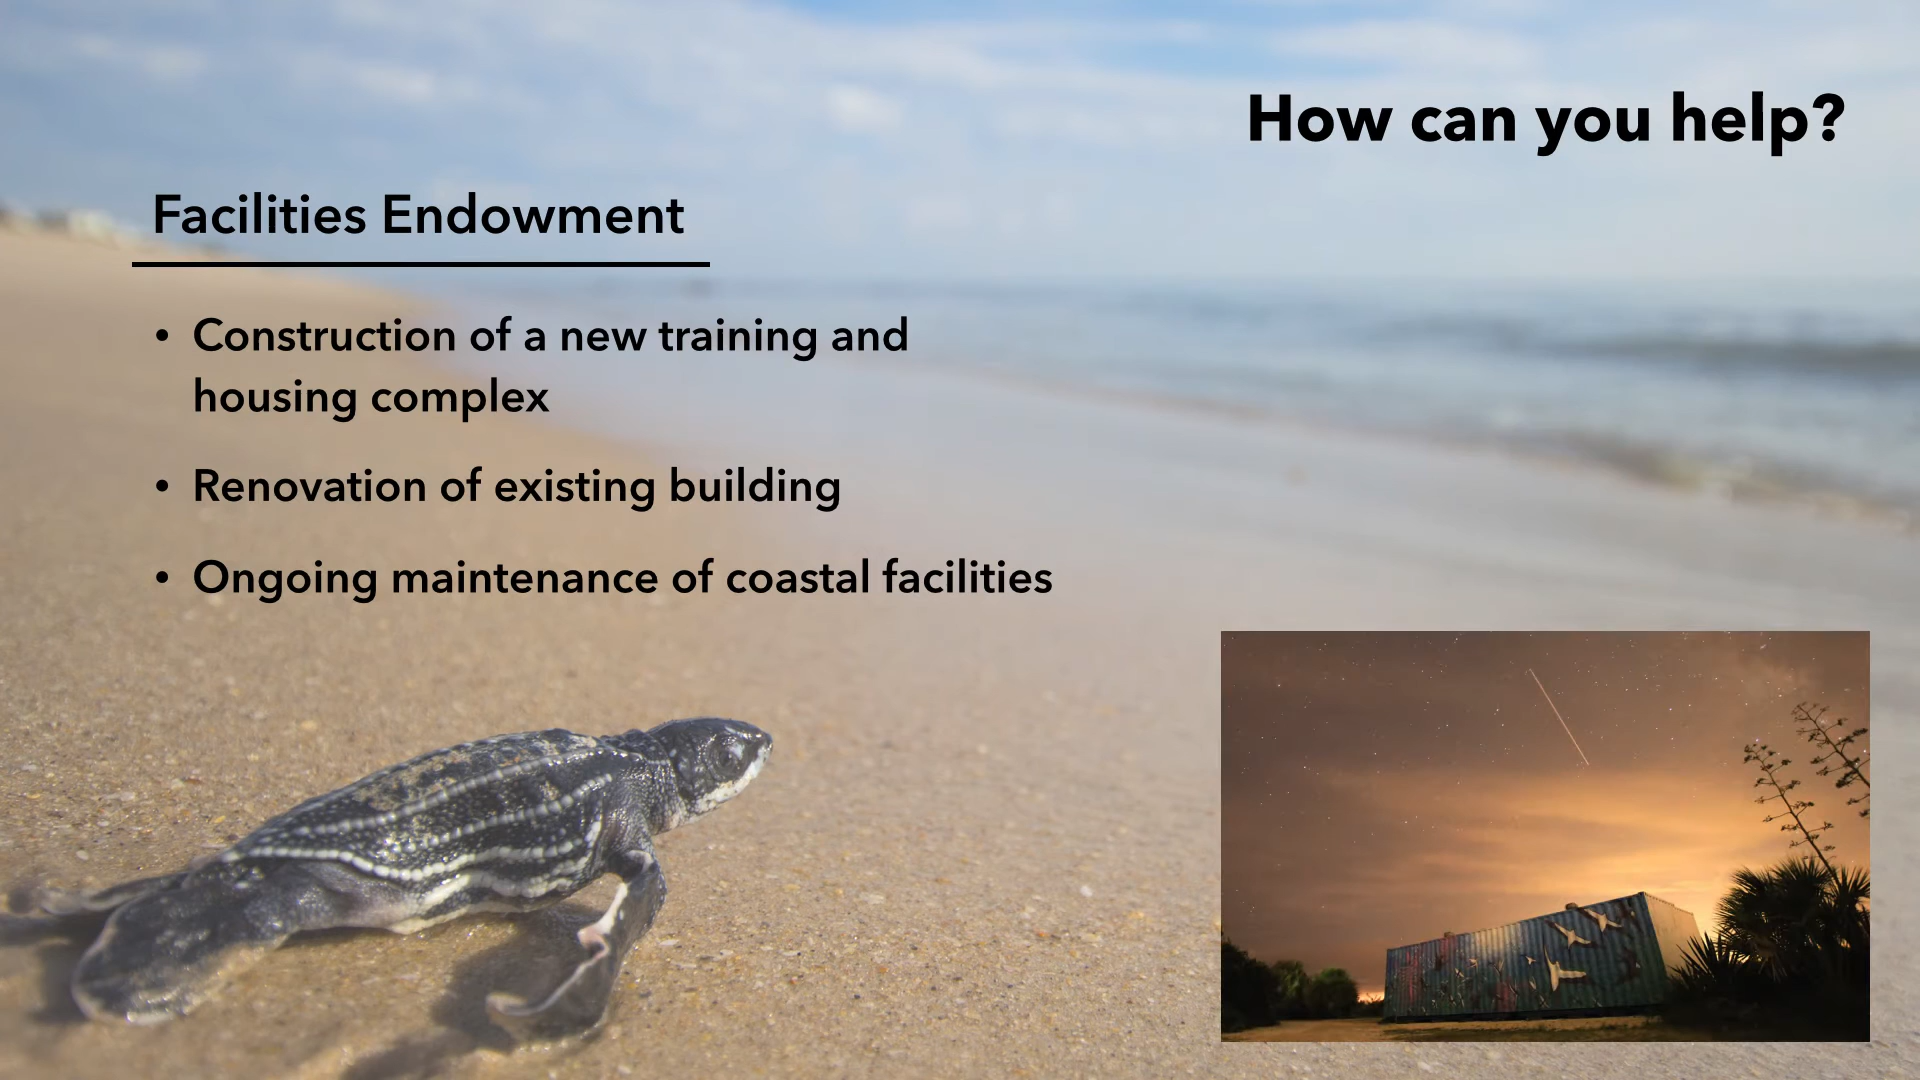 How can you help?
Facilities Endowment
• Construction of a new training and
housing complex
• Renovation of existing building
• Ongoing maintenance of coastal facilities